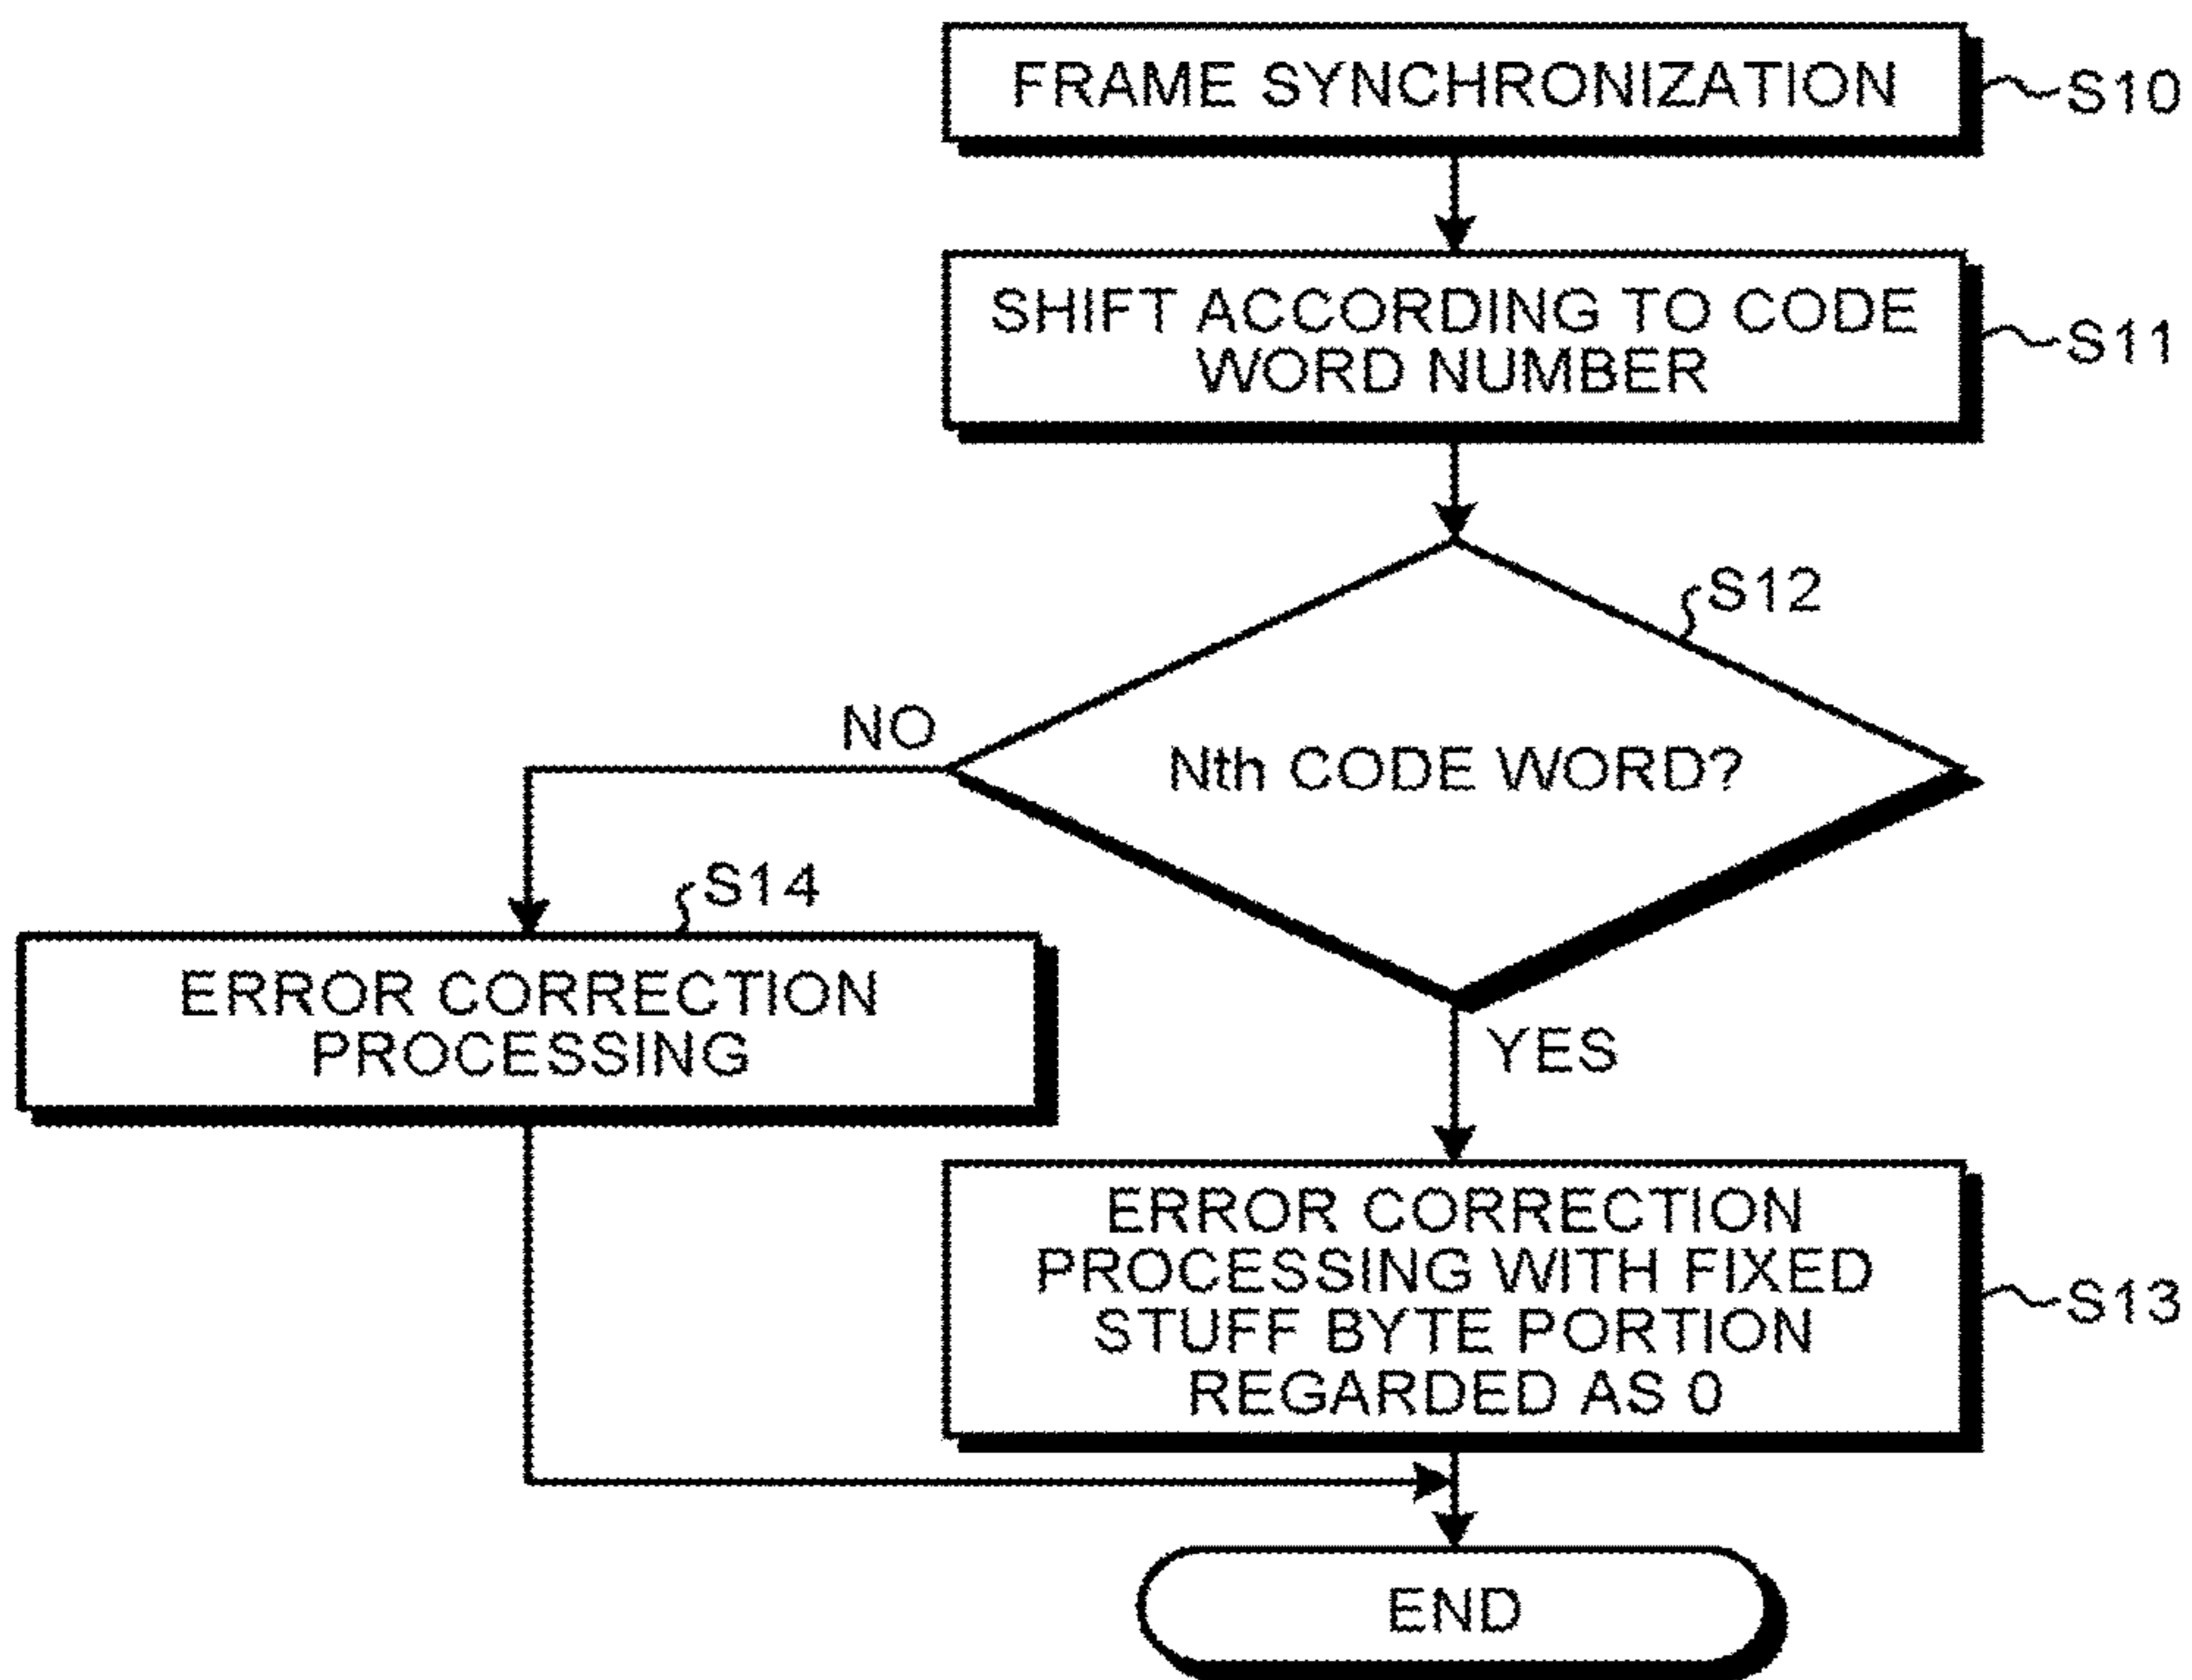 FRAME SYNCHRONIZATION
S10
SHIFT ACCORDING TO CODE
WORD NUMBER
S11
S12
Nth CODE WORD?
NO
S14
ERROR CORRECTION
PROCESSING
YES
ERROR CORRECTION
PROCESSING WITH FIXED
STUFF BYTE PORTION
REGARDED AS 0
S13
END